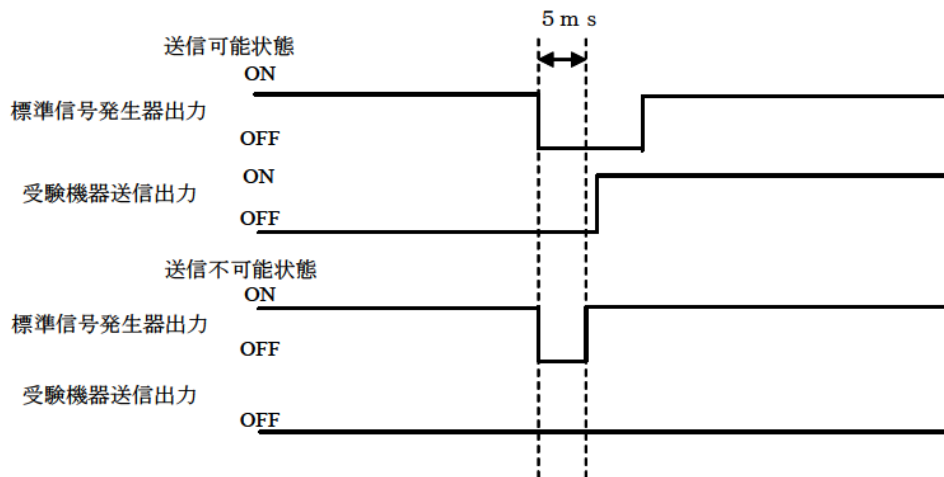 5ms
送信可能状態
ON
標準信号発生器出力
OFF
ON
受験機器送信出力
OFF
送信不可能状態
ON
標準信号発生器出力
OFF
受験機器送信出力
OFF